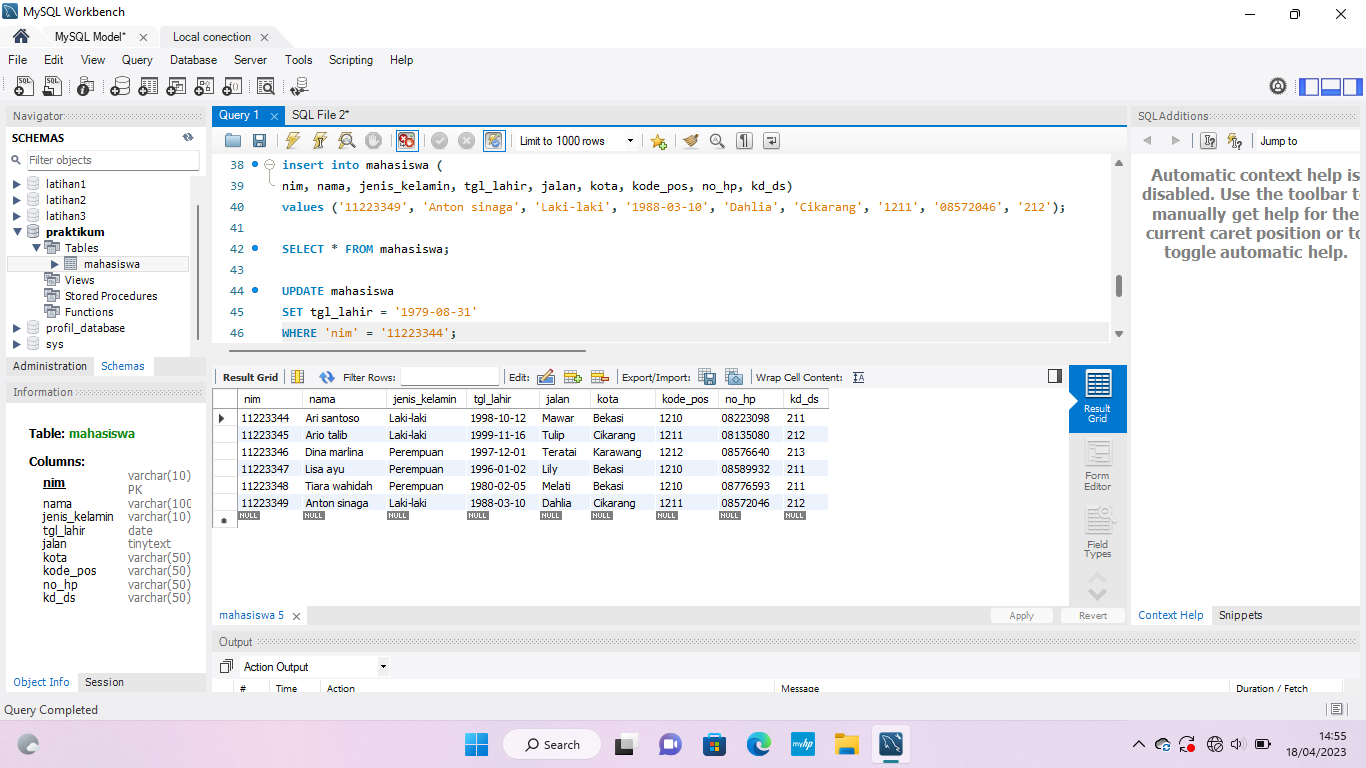 MySQL Workbench
MySQL Model* Local conection
File Edit View Query Database Server Tools Scripting Help
Navigator
SCHEMAS
Filter objects
latihan1
latihan2
latihan3
praktikum
Tables
mahasiswa
Views
Stored Procedures
Functions
profil_database
sys
Administration Schemas
Information
Table: mahasiswa
Columns:
nim varchar(10) PK
nama varchar(100
jenis_kelamin varchar(10)
tgl_lahir date
jalan tinytext
kota varchar(50)
kode_pos varchar(50)
no_hp varchar(50)
kd_ds varchar(50)
Object Info Session
Query Completed
Query 1 SQL File 2*
Limit to 1000 rows
38 insert into mahasiswa (
39 nim, nama, jenis_kelamin, tgl_lahir, jalan, kota, kode_pos, no_hp, kd_ds)
40 values ('11223349', 'Anton sinaga', 'Laki-laki', '1988-03-10', 'Dahlia', 'Cikarang', '1211', '08572046', '212');
41
42 SELECT * FROM mahasiswa;
43
44 UPDATE mahasiswa
45 SET tgl_lahir = '1979-08-31'
46 WHERE 'nim' = '11223344';
Result Grid Filter Rows: Edit: Export/Import: Wrap Cell Content:
nim nama jenis_kelamin tgl_lahir jalan kota kode_pos no_hp kd_ds
11223344 Ari santoso Laki-laki 1998-10-12 Mawar Bekasi 1210 08223098 211
11223345 Ario talib Laki-laki 1999-11-16 Tulip Cikarang 1211 08135080 212
11223346 Dina marlina Perempuan 1997-12-01 Teratai Karawang 1212 08576640 213
11223347 Lisa ayu Perempuan 1996-01-02 Lily Bekasi 1210 08589932 211
11223348 Tiara wahidah Perempuan 1980-02-05 Melati Bekasi 1210 08776593 211
11223349 Anton sinaga Laki-laki 1988-03-10 Dahlia Cikarang 1211 08572046 212
NULL NULL NULL NULL NULL NULL NULL NULL NULL
Result Grid
Form Editor
Field Types
mahasiswa 5 Apply Revert
Output
Action Output
# Time Action Message Duration / Fetch
SQLAdditions
Jump to
Automatic context help is
disabled. Use the toolbar t
manually get help for the
current caret position or to
toggle automatic help.
Context Help Snippets
Search
myhp
14:55
18/04/2023